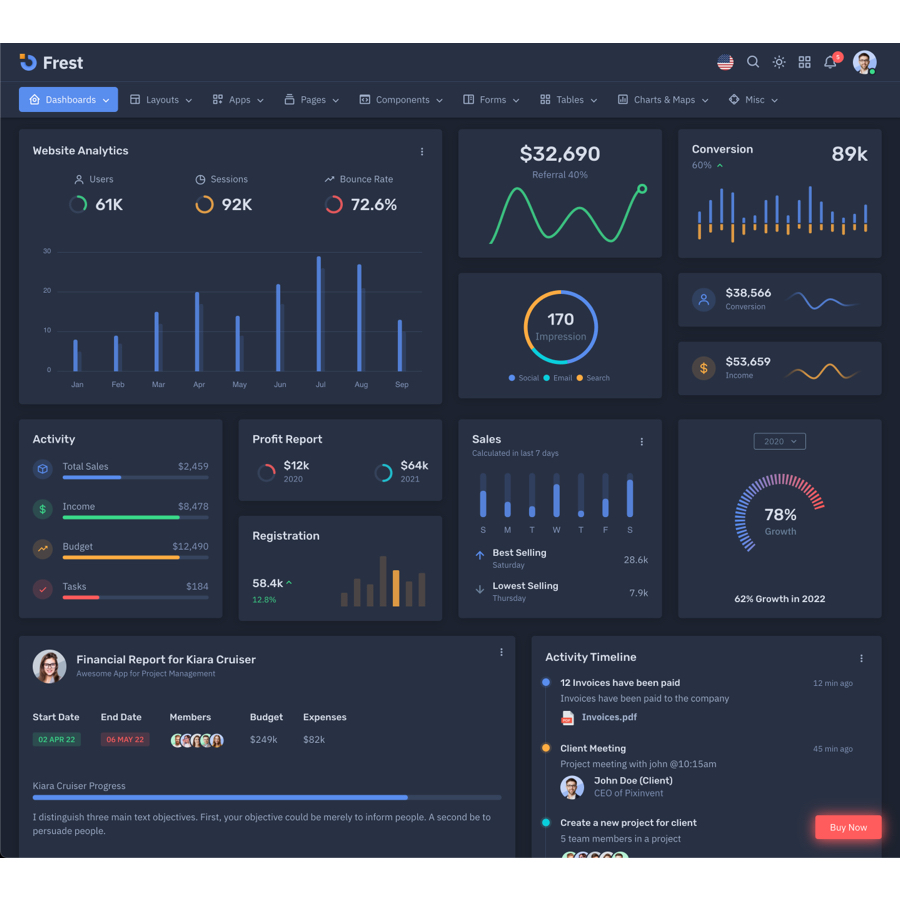 Frest
8
Dashboards
Layouts
Apps
Pages
Components
Forms
Tables
Charts & Maps
Misc
Website Analytics
Users
61K
Sessions
92K
Bounce Rate
72.6%
30
20
10
0
Jan Feb Mar Apr May Jun Jul Aug Sep
$32,690
Referral 40%
Conversion
89k
60%
170
Impression
Social Email Search
$38,566
Conversion
$53,659
Income
Activity
Total Sales $2,459
Income $8,478
Budget $12,490
Tasks $184
Profit Report
$12k
2020
$64k
2021
Registration
58.4k
12.8%
Sales
Calculated in last 7 days
S M T W T F S
Best Selling
Saturday
28.6k
Lowest Selling
Thursday
7.9k
2020
78%
Growth
62% Growth in 2022
Financial Report for Kiara Cruiser
Awesome App for Project Management
Start Date End Date Members Budget Expenses
02 APR 22 06 MAY 22 $249k $82k
Kiara Cruiser Progress
I distinguish three main text objectives. First, your objective could be merely to inform people. A second be to
persuade people.
Activity Timeline
12 Invoices have been paid 12 min ago
Invoices have been paid to the company
Invoices.pdf
Client Meeting 45 min ago
Project meeting with john @10:15am
John Doe (Client)
CEO of Pixinvent
Create a new project for client
5 team members in a project
Buy Now